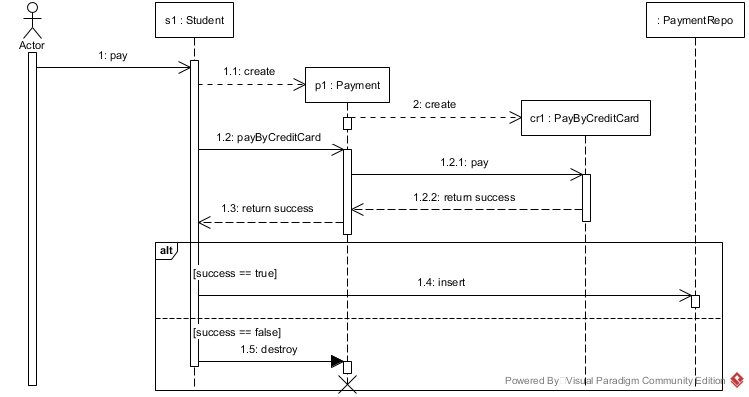 s1 : Student
: PaymentRepo
Actor
1: pay
1.1: create
p1 : Payment
2: create
cr1 : PayByCreditCard
1.2: payByCreditCard
1.2.1: pay
1.2.2: return success
1.3: return success
alt
[success == true]
1.4: insert
[success == false]
1.5: destroy
Powered By Visual Paradigm Community Edition